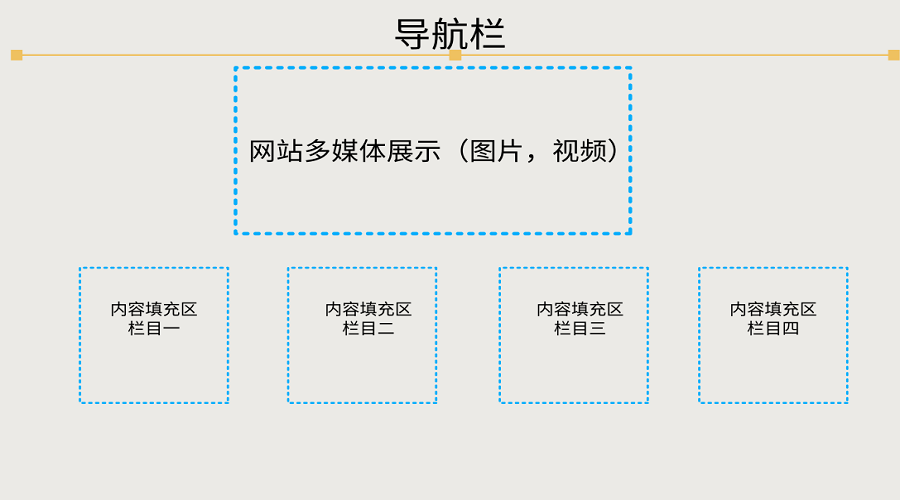 导航栏
网站多媒体展示（图片，视频）
内容填充区
栏目一
内容填充区
栏目二
内容填充区
栏目三
内容填充区
栏目四